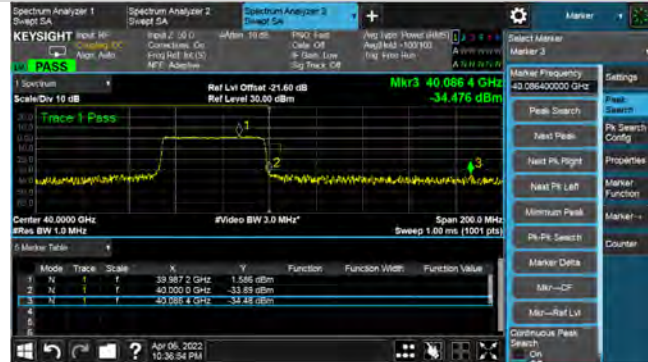 Spectrum Analyzer 1
Swept SA
Spectrum Analyzer 2
Swept SA
Spectrum Analyzer 3
Swept SA
+
Marker
KEYSIGHT Input: RF
Coupling: DC
Align: Auto
Input Z: 50 Ω
Corrections: On
Freq Ref: Int (S)
NFE: Adaptive
Atten: 10 dB
PNO: Fast
Gate: Off
IF Gain: Low
Sig Track: Off
Avg Type: Power (RMS)
Avg|Hold: >100/100
Trig: Free Run
PASS
Select Marker
Marker 3
1 Spectrum
Scale/Div 10 dB
Ref Lvl Offset -21.60 dB
Ref Level 30.00 dBm
Mkr3 40.086 4 GHz
-34.476 dBm
Trace 1 Pass
1
2
3
Center 40.0000 GHz
#Res BW 1.0 MHz
#Video BW 3.0 MHz*
Span 200.0 MHz
Sweep 1.00 ms (1001 pts)
5 Marker Table
Mode Trace Scale X Y Function Function Width Function Value
1 N 1 f 39.987 2 GHz 1.586 dBm
2 N 1 f 40.000 0 GHz -33.69 dBm
3 N 1 f 40.086 4 GHz -34.48 dBm
4
5
6
Apr 06, 2022
10:36:54 PM
Marker Frequency
40.086400000 GHz
Peak Search
Next Peak
Next Pk Right
Next Pk Left
Minimum Peak
Pk-Pk Search
Marker Delta
Mkr→CF
Mkr→Ref Lvl
Continuous Peak
Search
On
Settings
Peak
Search
Pk Search
Config
Properties
Marker
Function
Marker→
Counter